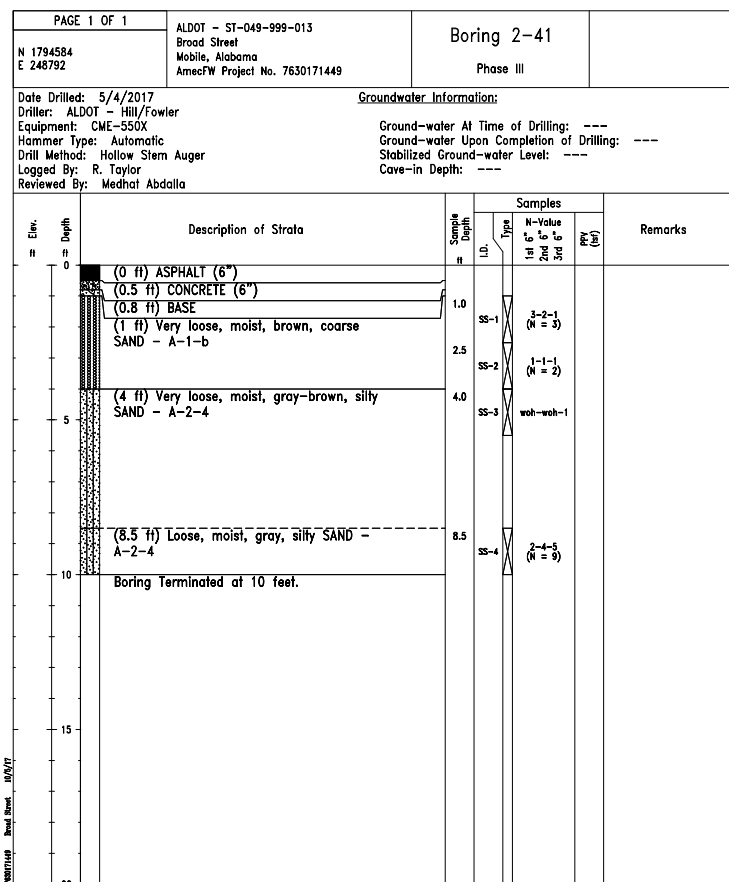 PAGE 1 OF 1
N 1794584
E 248792
ALDOT - ST-049-999-013
Broad Street
Mobile, Alabama
AmecFW Project No. 7630171449
Boring 2-41
Phase III
Date Drilled: 5/4/2017
Driller: ALDOT - Hill/Fowler
Equipment: CME-550X
Hammer Type: Automatic
Drill Method: Hollow Stem Auger
Logged By: R. Taylor
Reviewed By: Medhat Abdalla
Groundwater Information:
Ground-water At Time of Drilling: ---
Ground-water Upon Completion of Drilling: ---
Stabilized Ground-water Level: ---
Cave-in Depth: ---
Elev.
ft
Depth
ft
Description of Strata
Sample
Depth
ft
Samples
I.D.
Type
N-Value
1st 6"
2nd 6"
3rd 6"
PPV
(tsf)
Remarks
0
(0 ft) ASPHALT (6")
(0.5 ft) CONCRETE (6")
(0.8 ft) BASE
(1 ft) Very loose, moist, brown, coarse
SAND - A-1-b
1.0
SS-1
3-2-1
(N = 3)
2.5
SS-2
1-1-1
(N = 2)
(4 ft) Very loose, moist, gray-brown, silty
SAND - A-2-4
4.0
SS-3
woh-woh-1
5
(8.5 ft) Loose, moist, gray, silty SAND -
A-2-4
8.5
SS-4
2-4-5
(N = 9)
10
Boring Terminated at 10 feet.
15
Broad Street 10/5/17